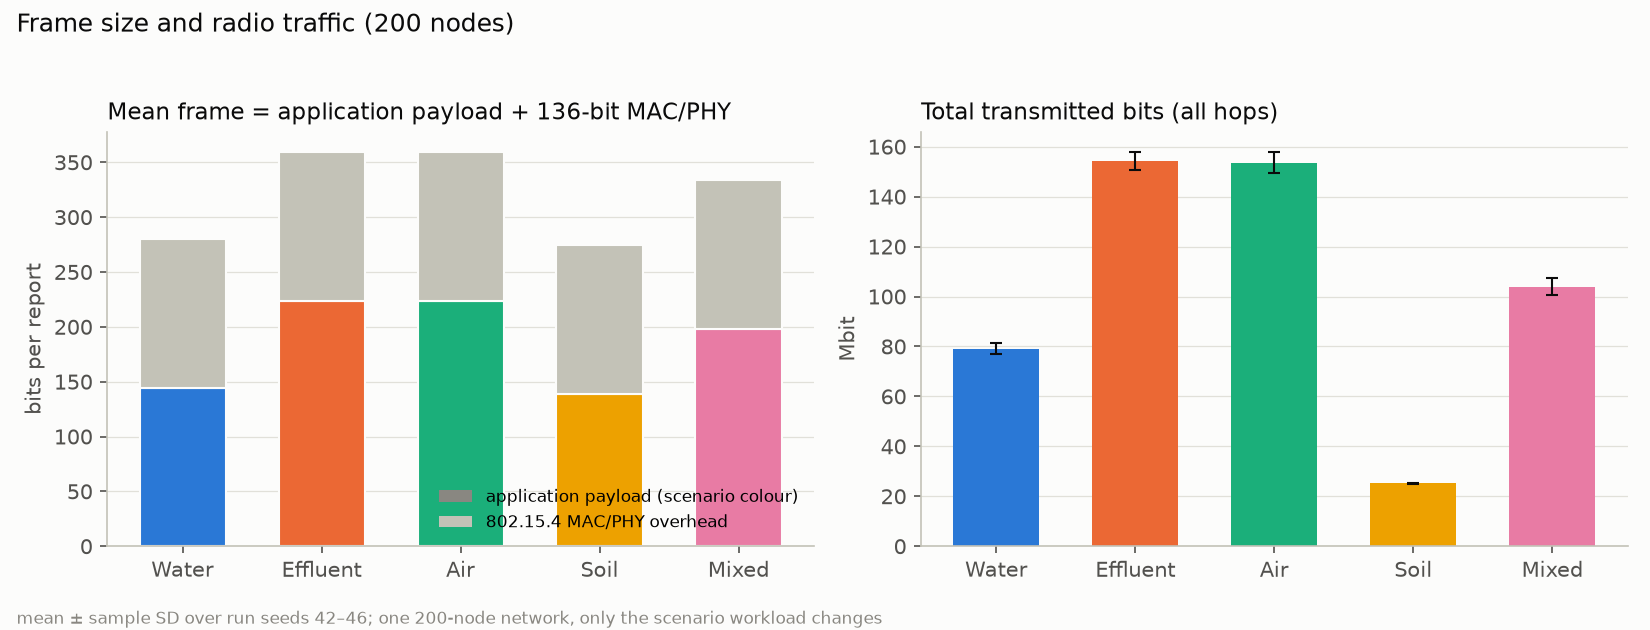 Frame size and radio traffic (200 nodes)
Mean frame = application payload + 136-bit MAC/PHY
bits per report
350
300
250
200
150
100
50
0
application payload (scenario colour)
802.15.4 MAC/PHY overhead
Water Effluent Air Soil Mixed
Total transmitted bits (all hops)
Mbit
160
140
120
100
80
60
40
20
0
Water Effluent Air Soil Mixed
mean ± sample SD over run seeds 42–46; one 200-node network, only the scenario workload changes